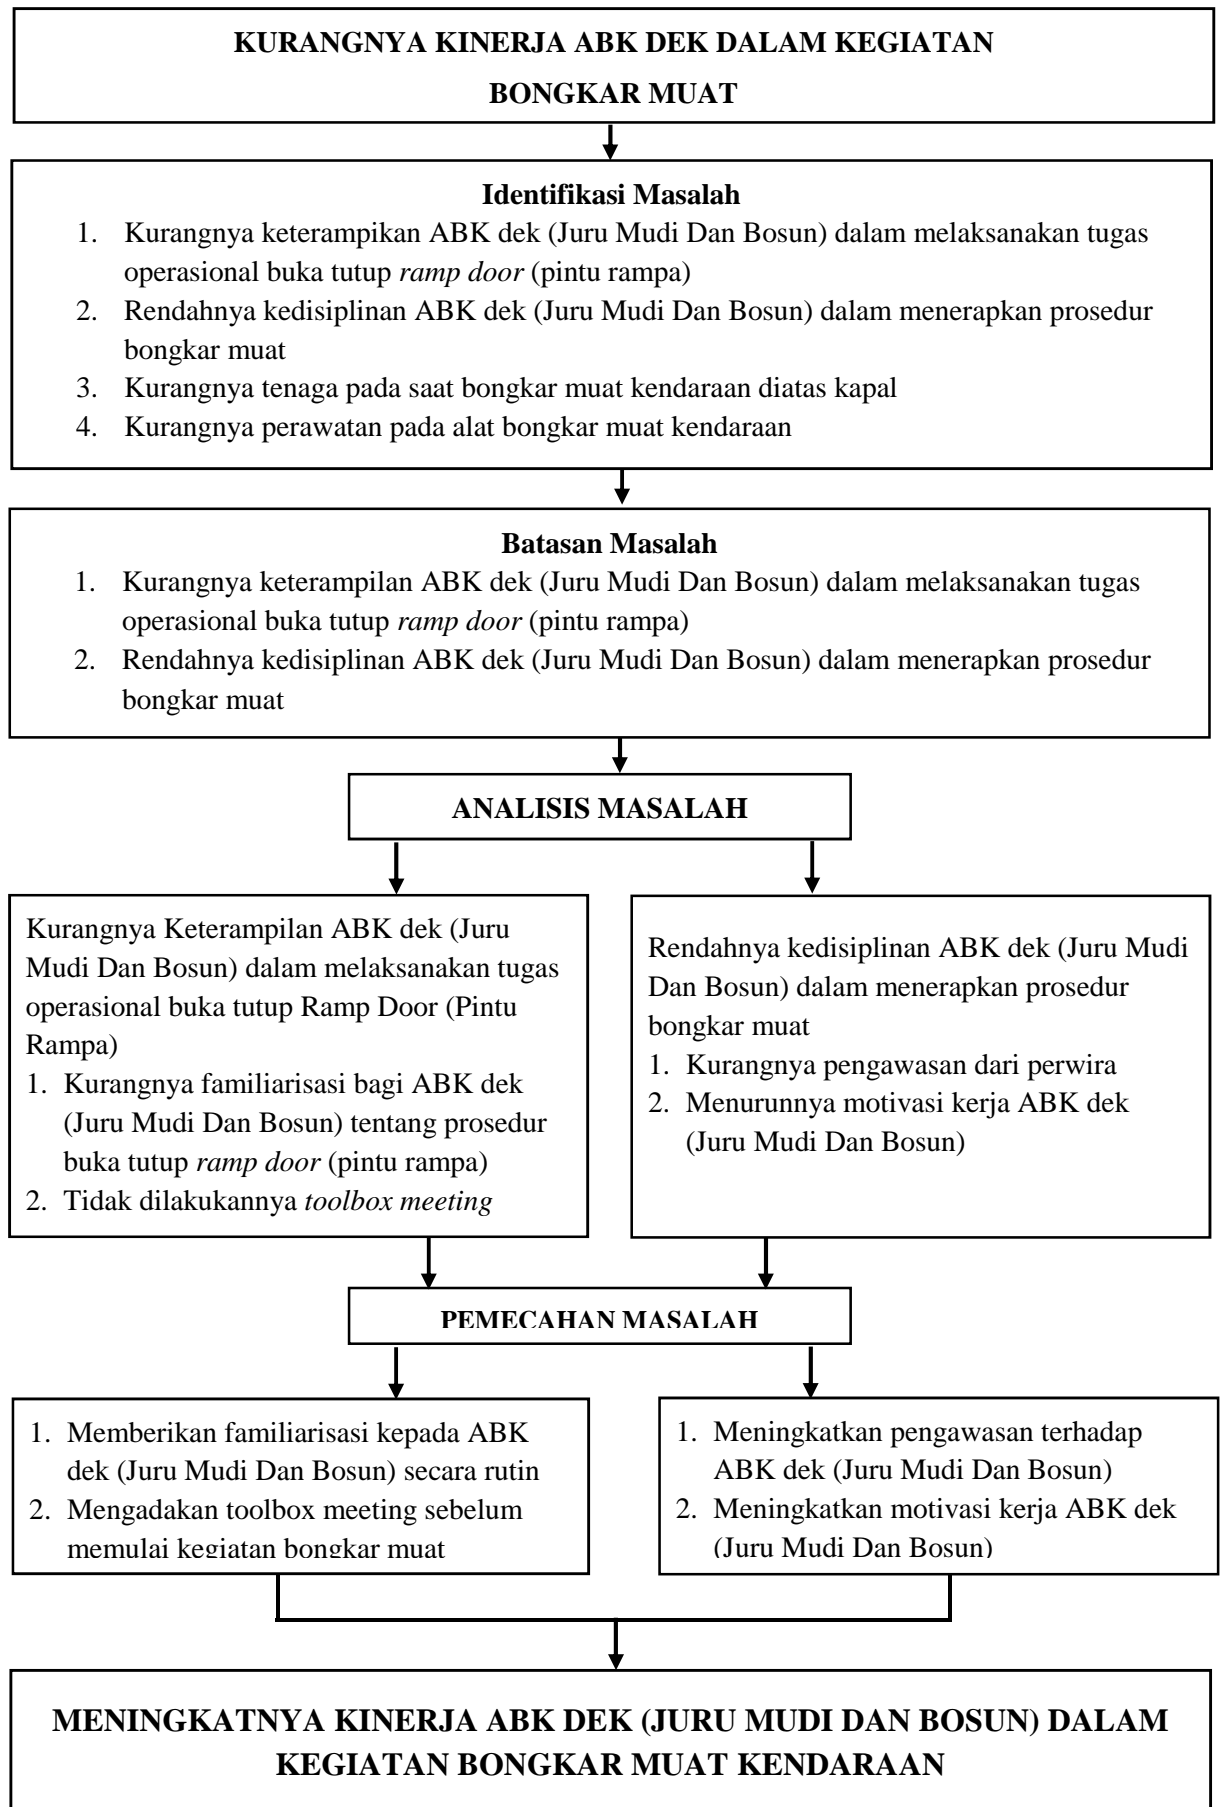 KURANGNYA KINERJA ABK DEK DALAM KEGIATAN
BONGKAR MUAT
Identifikasi Masalah
1. Kurangnya keterampikan ABK dek (Juru Mudi Dan Bosun) dalam melaksanakan tugas
operasional buka tutup ramp door (pintu rampa)
2. Rendahnya kedisiplinan ABK dek (Juru Mudi Dan Bosun) dalam menerapkan prosedur
bongkar muat
3. Kurangnya tenaga pada saat bongkar muat kendaraan diatas kapal
4. Kurangnya perawatan pada alat bongkar muat kendaraan
Batasan Masalah
1. Kurangnya keterampilan ABK dek (Juru Mudi Dan Bosun) dalam melaksanakan tugas
operasional buka tutup ramp door (pintu rampa)
2. Rendahnya kedisiplinan ABK dek (Juru Mudi Dan Bosun) dalam menerapkan prosedur
bongkar muat
ANALISIS MASALAH
Kurangnya Keterampilan ABK dek (Juru
Mudi Dan Bosun) dalam melaksanakan tugas
operasional buka tutup Ramp Door (Pintu
Rampa)
1. Kurangnya familiarisasi bagi ABK dek
(Juru Mudi Dan Bosun) tentang prosedur
buka tutup ramp door (pintu rampa)
2. Tidak dilakukannya toolbox meeting
Rendahnya kedisiplinan ABK dek (Juru Mudi
Dan Bosun) dalam menerapkan prosedur
bongkar muat
1. Kurangnya pengawasan dari perwira
2. Menurunnya motivasi kerja ABK dek
(Juru Mudi Dan Bosun)
PEMECAHAN MASALAH
1. Memberikan familiarisasi kepada ABK
dek (Juru Mudi Dan Bosun) secara rutin
2. Mengadakan toolbox meeting sebelum
memulai kegiatan bongkar muat
1. Meningkatkan pengawasan terhadap
ABK dek (Juru Mudi Dan Bosun)
2. Meningkatkan motivasi kerja ABK dek
(Juru Mudi Dan Bosun)
MENINGKATNYA KINERJA ABK DEK (JURU MUDI DAN BOSUN) DALAM
KEGIATAN BONGKAR MUAT KENDARAAN